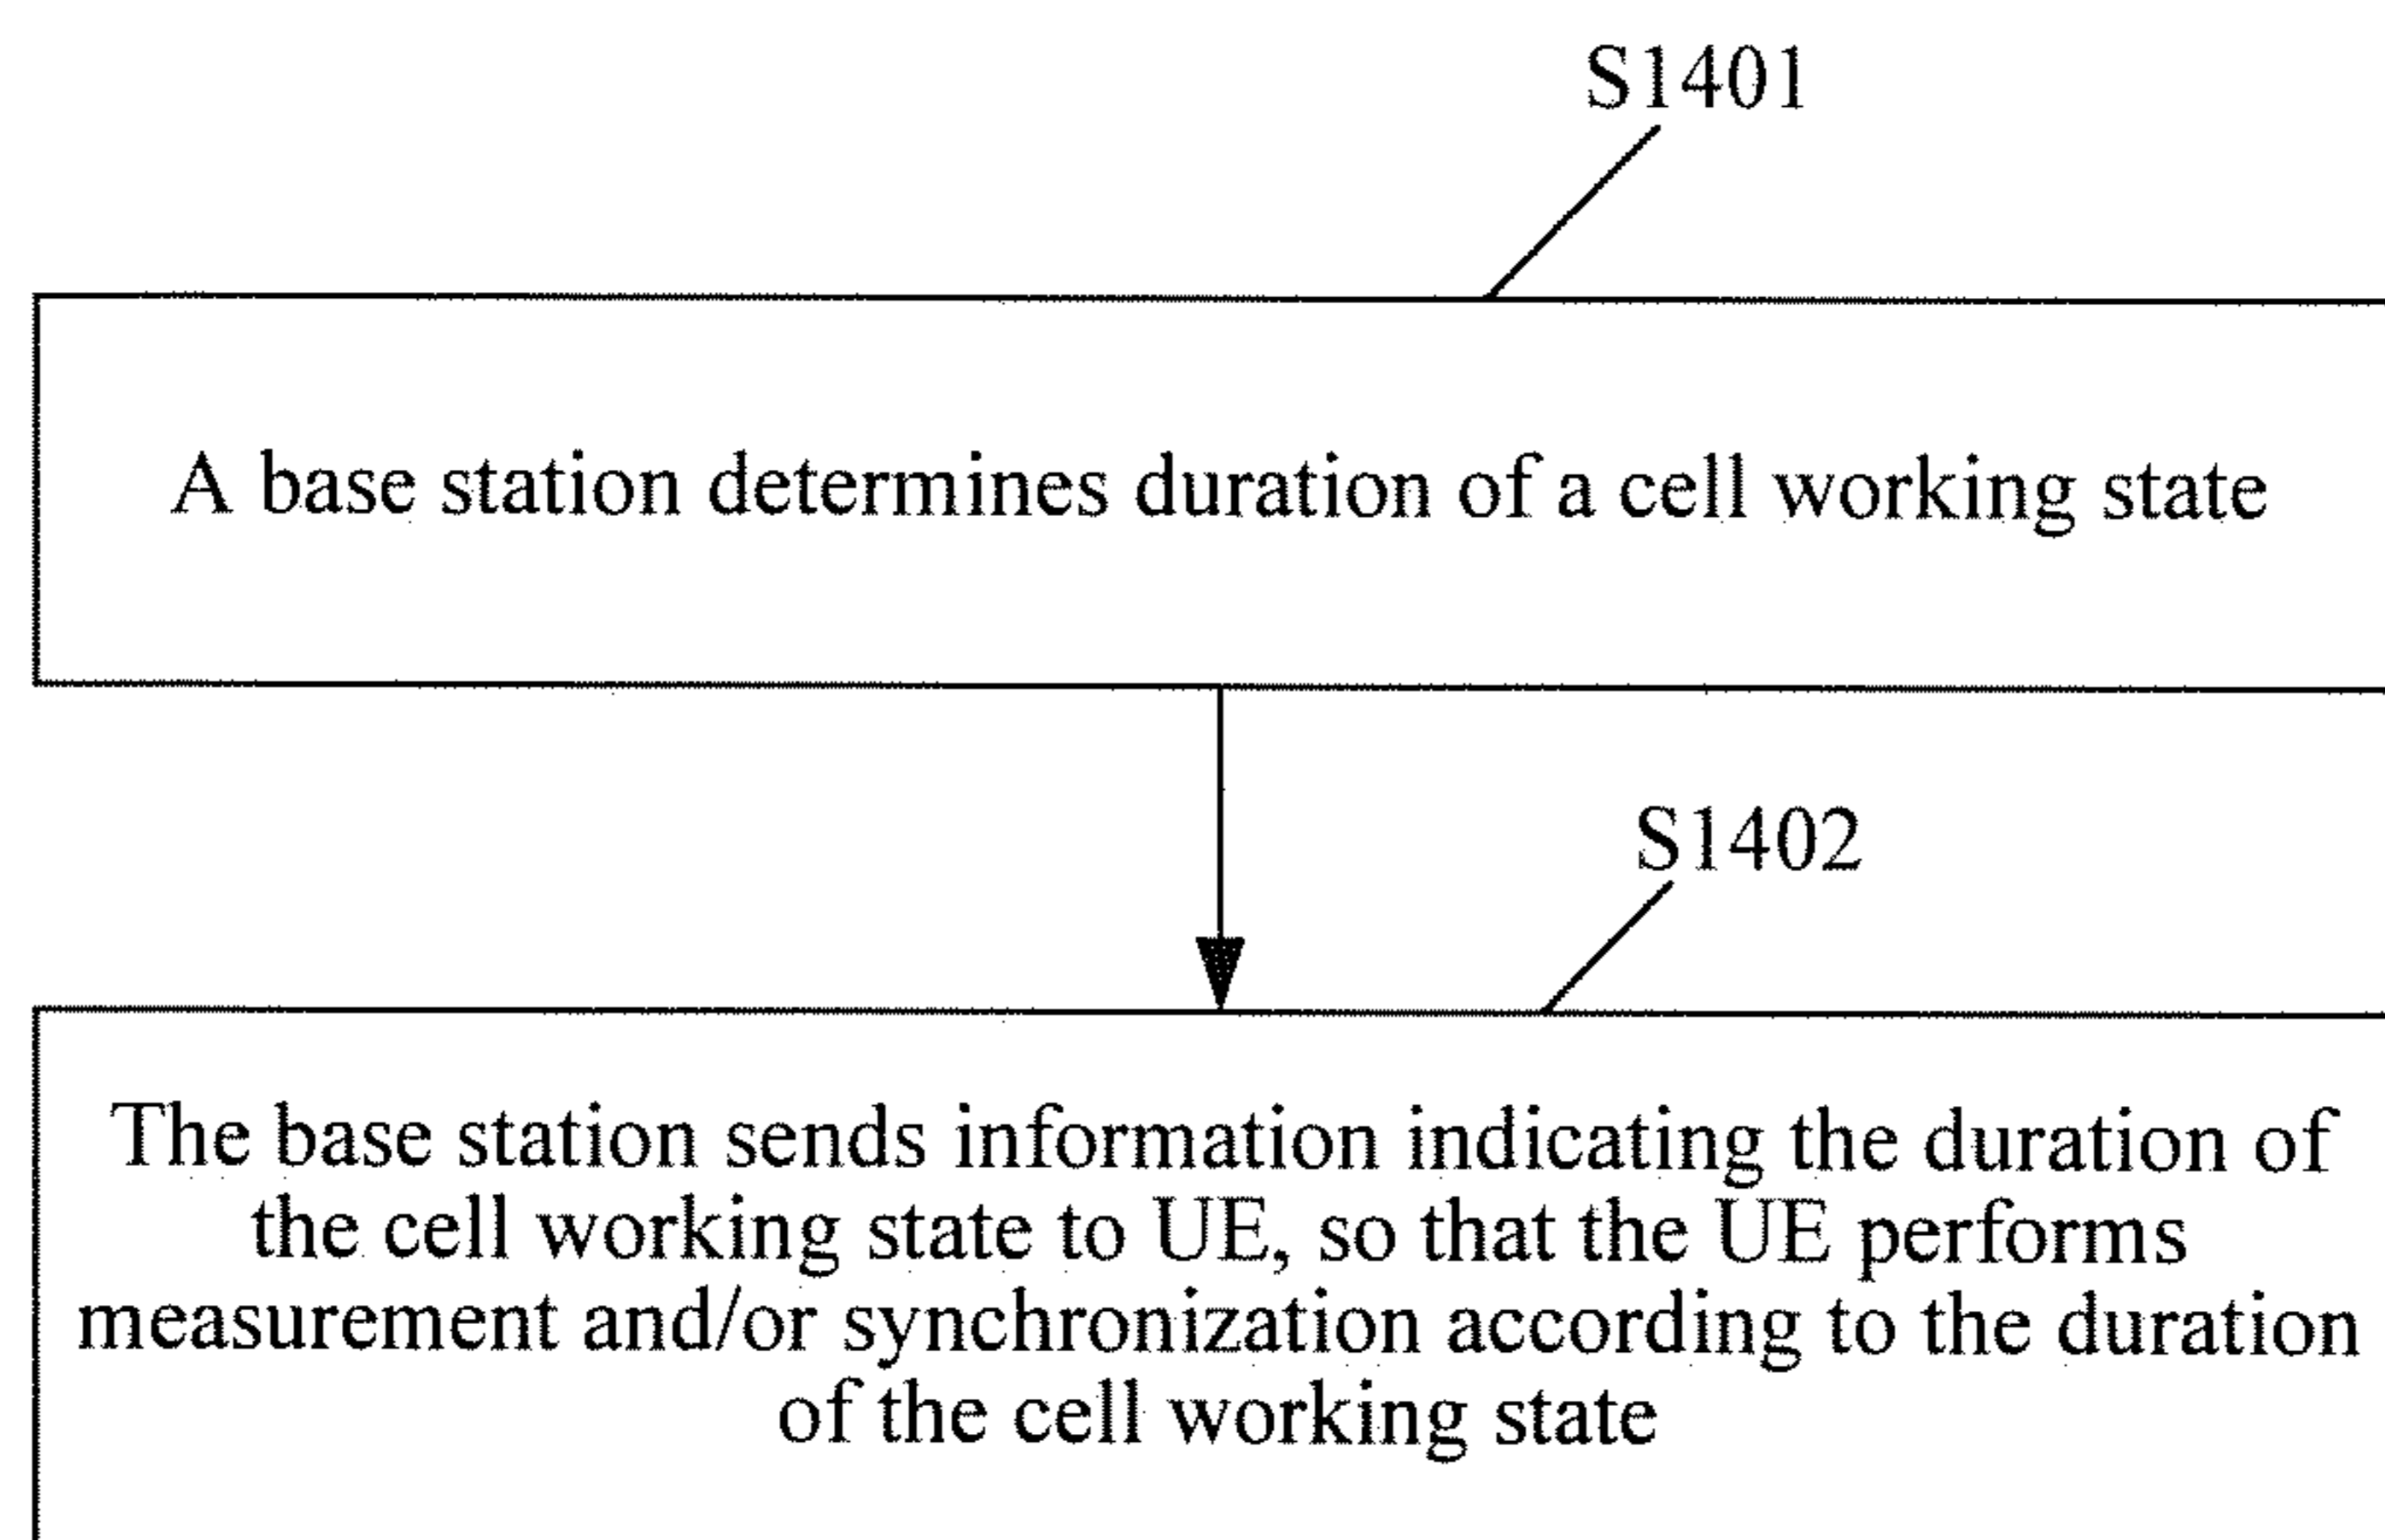 S1401
A base station determines duration of a cell working state
S1402
The base station sends information indicating the duration of
the cell working state to UE, so that the UE performs
measurement and/or synchronization according to the duration
of the cell working state